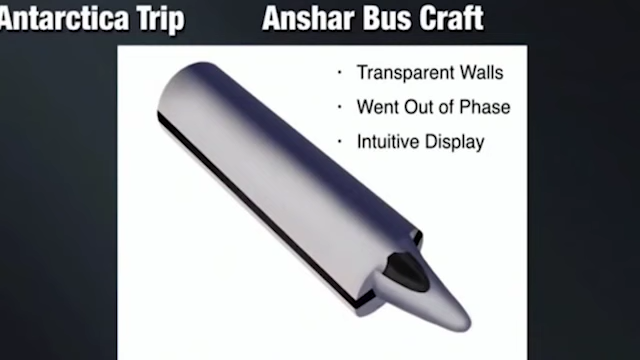 Antarctica Trip
Anshar Bus Craft
· Transparent Walls
· Went Out of Phase
· Intuitive Display